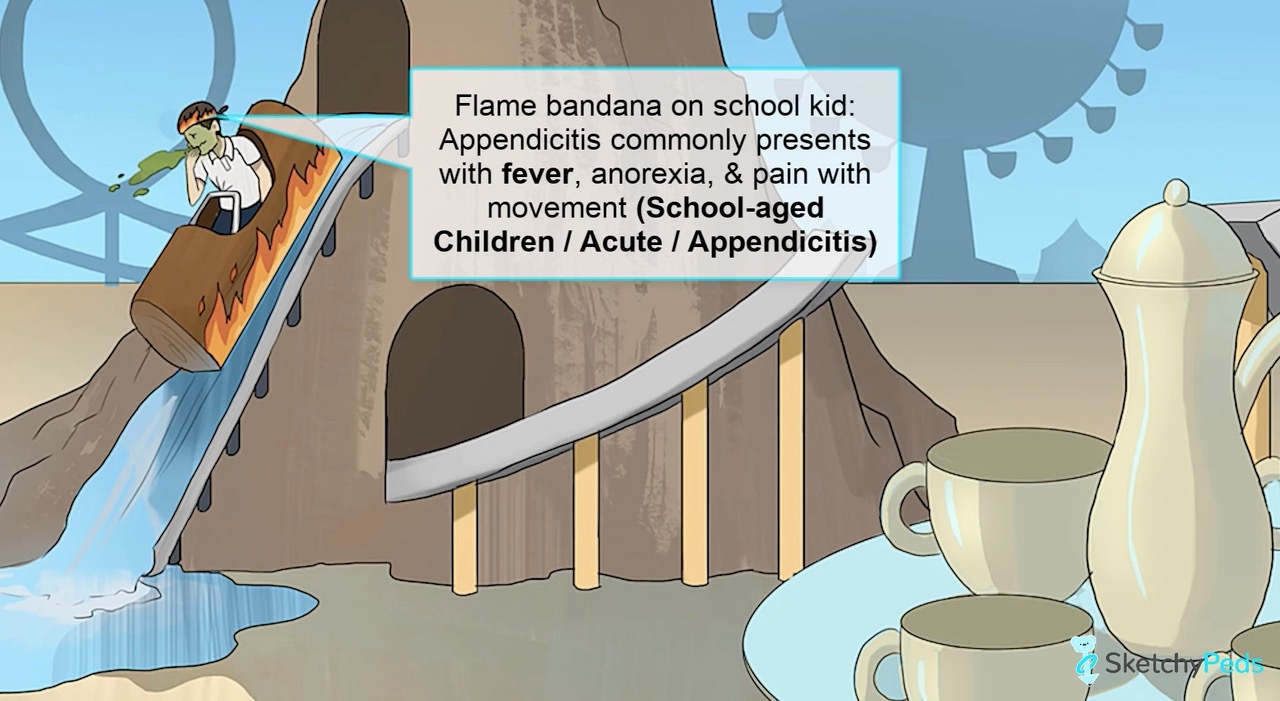 Flame bandana on school kid:
Appendicitis commonly presents
with fever, anorexia, & pain with
movement (School-aged
Children / Acute / Appendicitis)
SketchyPeds